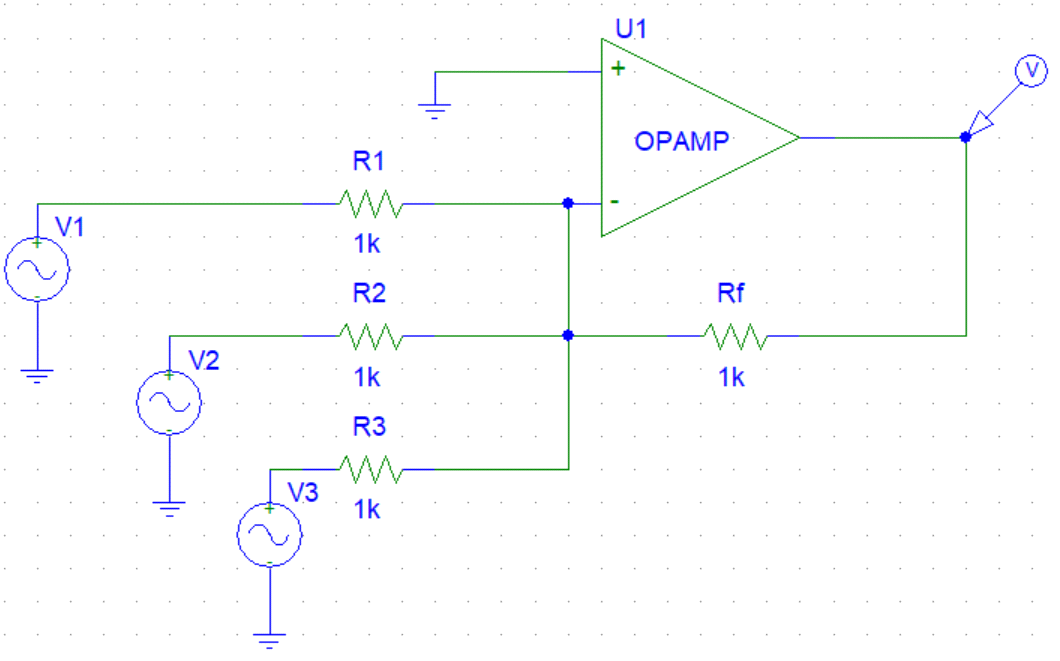 U1
+
V
OPAMP
R1
-
V1
+
1k
-
R2
Rf
V2
+
1k
1k
-
R3
V3
+
1k
-